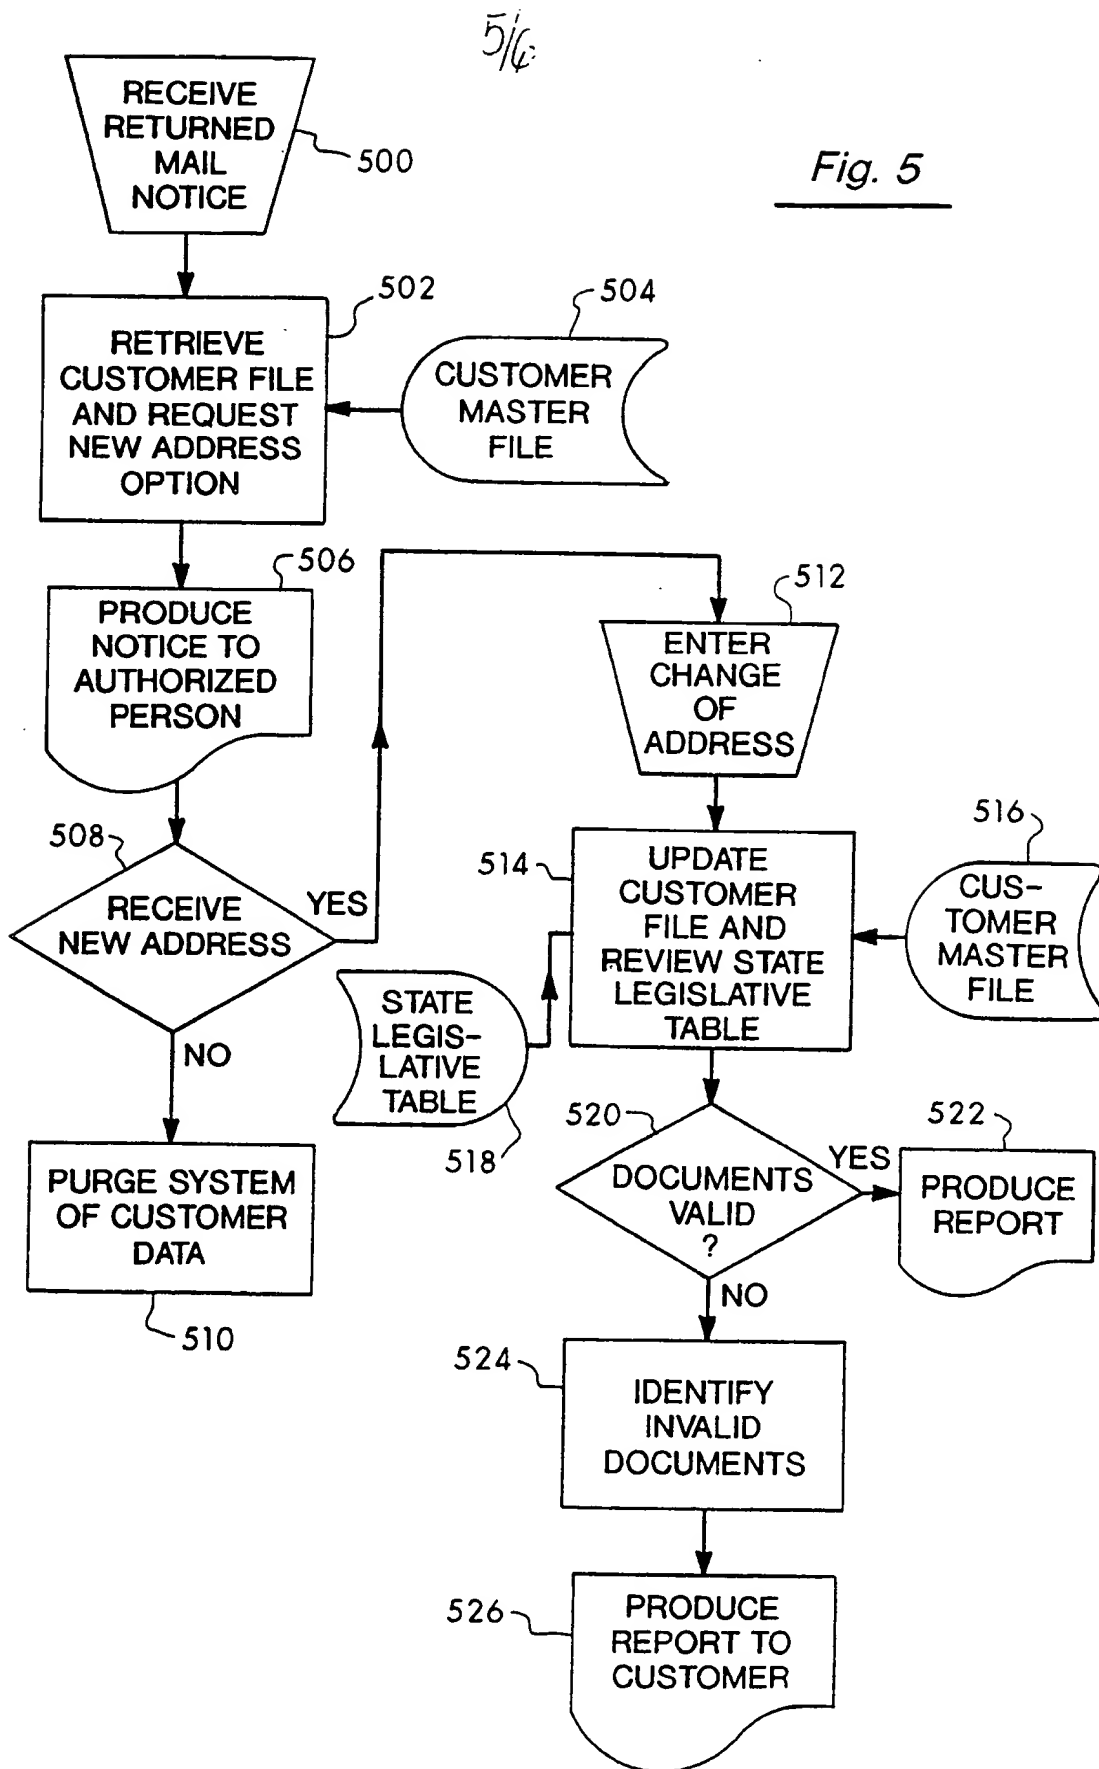 5/6
RECEIVE
RETURNED
MAIL
NOTICE
500
Fig. 5
502
RETRIEVE
CUSTOMER FILE
AND REQUEST
NEW ADDRESS
OPTION
504
CUSTOMER
MASTER
FILE
506
PRODUCE
NOTICE TO
AUTHORIZED
PERSON
508
RECEIVE
NEW ADDRESS
YES
NO
PURGE SYSTEM
OF CUSTOMER
DATA
510
512
ENTER
CHANGE
OF
ADDRESS
514
UPDATE
CUSTOMER
FILE AND
REVIEW STATE
LEGISLATIVE
TABLE
516
CUS-
TOMER
MASTER
FILE
STATE
LEGIS-
LATIVE
TABLE
518
520
DOCUMENTS
VALID
?
YES
522
PRODUCE
REPORT
NO
524
IDENTIFY
INVALID
DOCUMENTS
526
PRODUCE
REPORT TO
CUSTOMER